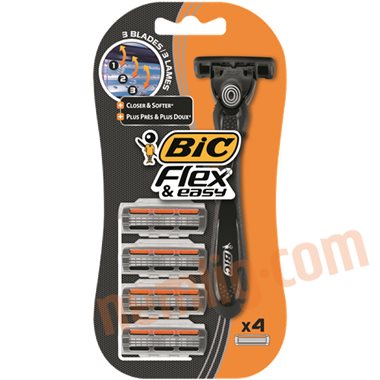 3 BLADES/3 LAMES
1
2
3
CLOSER & SOFTER*
PLUS PRÈS & PLUS DOUX*
BIC
Flex
& easy
BIC
x4